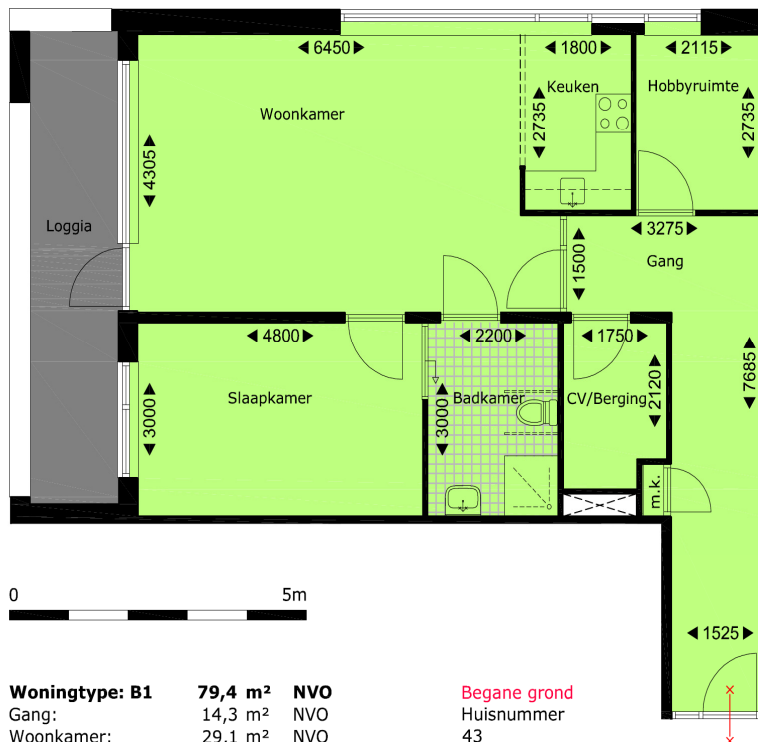 6450
1800
2115
Keuken
Hobbyruimte
Woonkamer
2735
2735
4305
Loggia
3275
Gang
1500
4800
2200
1750
7685
Slaapkamer
Badkamer
CV/Berging
2120
3000
3000
m.k.
0 5m
1525
Woningtype: B1 79,4 m² NVO Begane grond
Gang: 14,3 m² NVO Huisnummer
Woonkamer: 29,1 m² NVO 43